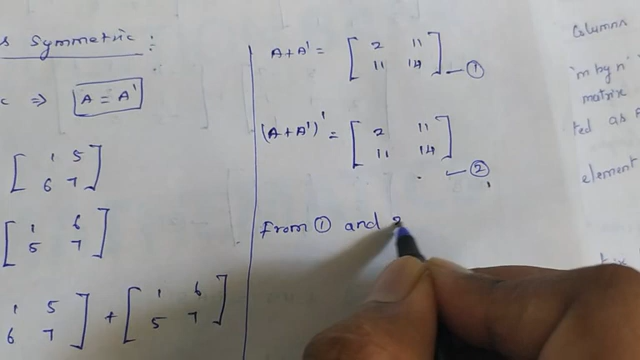 s Symmetric :
c ⇒ A = A'
[ 1 5
6 7 ]
[ 1 6
5 7 ]
1 5
6 7 ] + [ 1 6
5 7 ]
A+A' = [ 2 11
11 14 ] — ①
(A+A')' = [ 2 11
11 14 ] — ②
From ① and 2
Columns
'm by n'
matrix
ted as
element